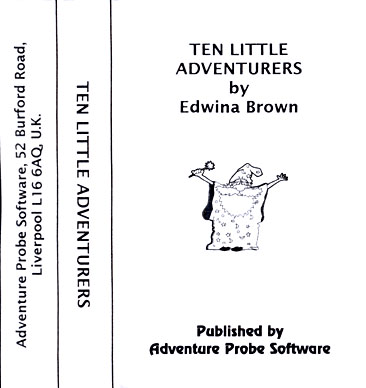 Adventure Probe Software, 52 Burford Road,
Liverpool L16 6AQ, U.K.
TEN LITTLE ADVENTURERS
TEN LITTLE
ADVENTURERS
by
Edwina Brown
Published by
Adventure Probe Software